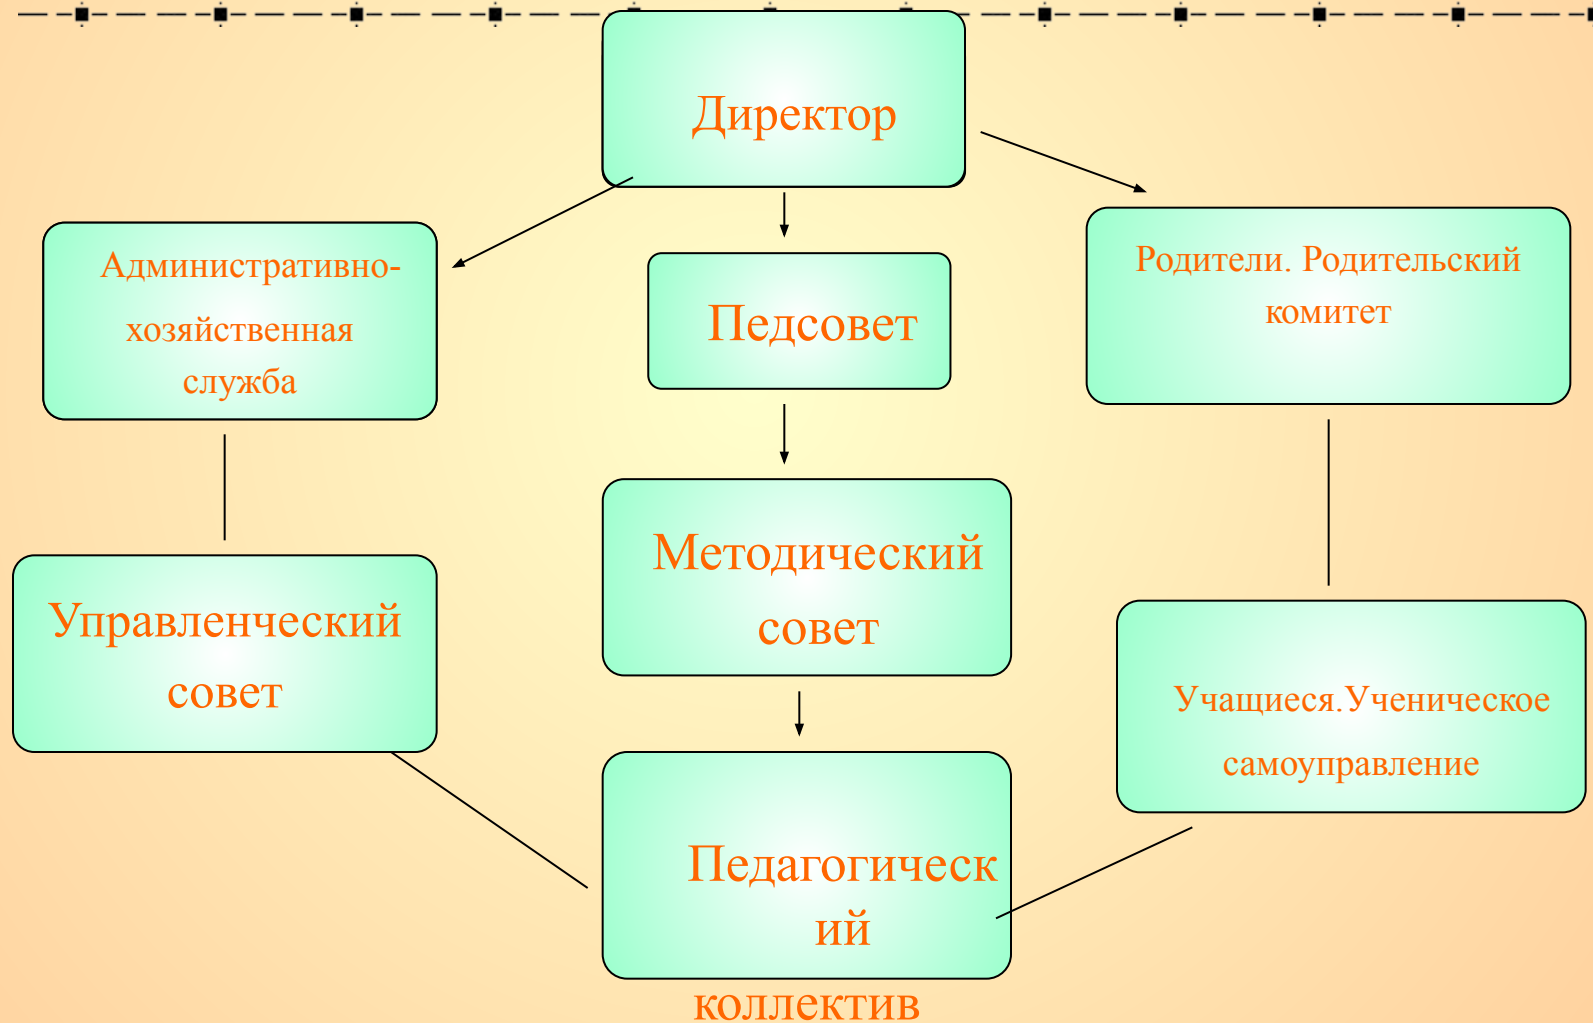 Директор
Административно-
хозяйственная
служба
Педсовет
Родители. Родительский
комитет
Управленческий
совет
Методический
совет
Учащиеся.Ученическое
самоуправление
Педагогическ
ий
коллектив